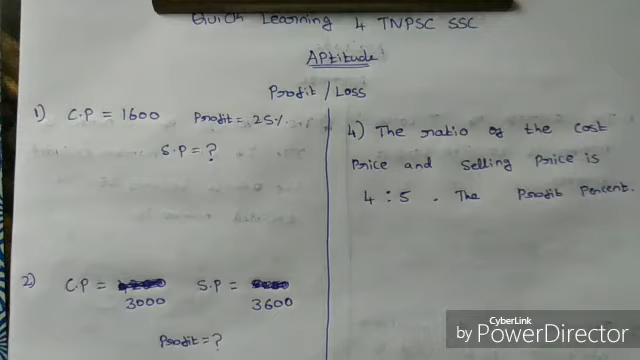 Quick Learning 4 TNPSC SSC
Aptitude
Profit / Loss
1) C.P = 1600 Profit = 25%.
S.P = ?
2) C.P = 3000 S.P = 3600
Profit = ?
4) The ratio of the cost
Price and selling Price is
4 : 5 . The Profit Percent.
CyberLink
by PowerDirector